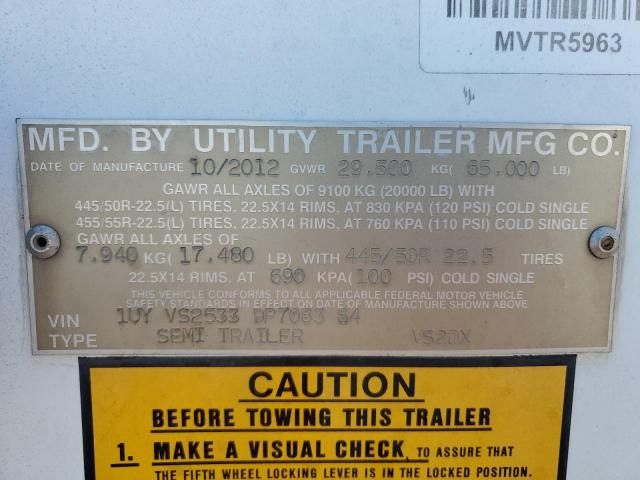 MVTR5963
MFD. BY UTILITY TRAILER MFG CO.
DATE OF MANUFACTURE 10/2012 GVWR 29.500 KG( 65.000 LB)
GAWR ALL AXLES OF 9100 KG (20000 LB) WITH
445/50R-22.5(L) TIRES, 22.5X14 RIMS, AT 830 KPA (120 PSI) COLD SINGLE
455/55R-22.5(L) TIRES, 22.5X14 RIMS, AT 760 KPA (110 PSI) COLD SINGLE
GAWR ALL AXLES OF
7.940 KG( 17.480 LB) WITH 445/50R 22.5 TIRES
22.5X14 RIMS. AT 690 KPA( 100 PSI) COLD SINGLE
THIS VEHICLE CONFORMS TO ALL APPLICABLE FEDERAL MOTOR VEHICLE
SAFETY STANDARDS IN EFFECT ON DATE OF MANUFACTURE SHOWN ABOVE.
VIN 1UY VS2533 DP7083 54
TYPE SEMI TRAILER VS2DX
CAUTION
BEFORE TOWING THIS TRAILER
1. MAKE A VISUAL CHECK, TO ASSURE THAT
THE FIFTH WHEEL LOCKING LEVER IS IN THE LOCKED POSITION.